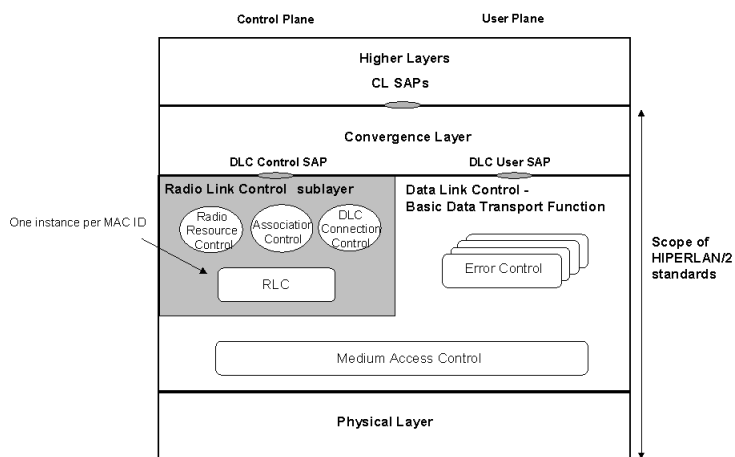 Control Plane
User Plane
Higher Layers
CL SAPs
Convergence Layer
DLC Control SAP
DLC User SAP
Radio Link Control sublayer
Data Link Control -
Basic Data Transport Function
Radio
Resource
Control
Association
Control
DLC
Connection
Control
One instance per MAC ID
RLC
Error Control
Scope of
HIPERLAN/2
standards
Medium Access Control
Physical Layer